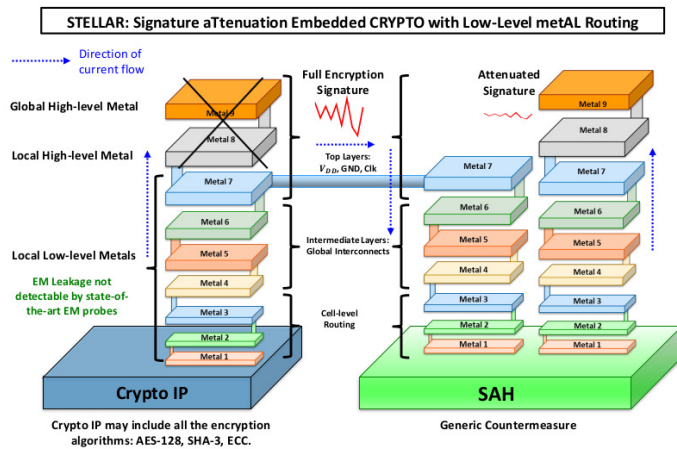 STELLAR: Signature aTtenuation Embedded CRYPTO with Low-Level metAL Routing
Direction of
current flow
Global High-level Metal
Local High-level Metal
Local Low-level Metals
EM Leakage not
detectable by state-of-
the-art EM probes
Metal 9
Metal 8
Metal 7
Metal 6
Metal 5
Metal 4
Metal 3
Metal 2
Metal 1
Crypto IP
Crypto IP may include all the encryption
algorithms: AES-128, SHA-3, ECC.
Full Encryption
Signature
Top Layers:
V_DD, GND, Clk
Intermediate Layers:
Global Interconnects
Cell-level
Routing
Attenuated
Signature
Metal 7
Metal 6
Metal 5
Metal 4
Metal 3
Metal 2
Metal 1
Metal 9
Metal 8
Metal 7
Metal 6
Metal 5
Metal 4
Metal 3
Metal 2
Metal 1
SAH
Generic Countermeasure